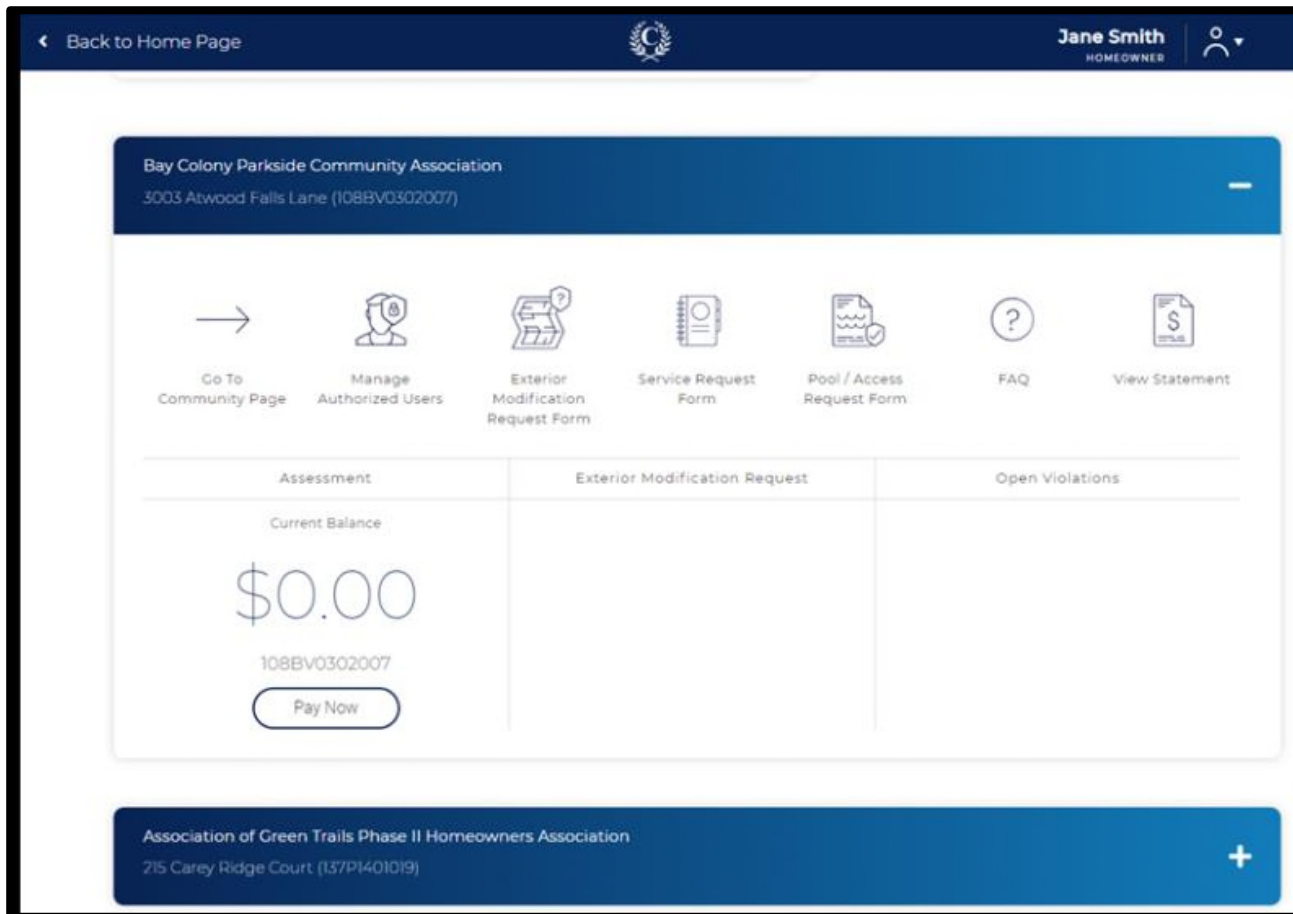 Back to Home Page
C
Jane Smith
HOMEOWNER
Bay Colony Parkside Community Association
3003 Atwood Falls Lane (108BV0302007)
Go To
Community Page
Manage
Authorized Users
Exterior
Modification
Request Form
Service Request
Form
Pool / Access
Request Form
FAQ
View Statement
Assessment
Exterior Modification Request
Open Violations
Current Balance
$0.00
108BV0302007
Pay Now
Association of Green Trails Phase II Homeowners Association
215 Carey Ridge Court (137P1401019)